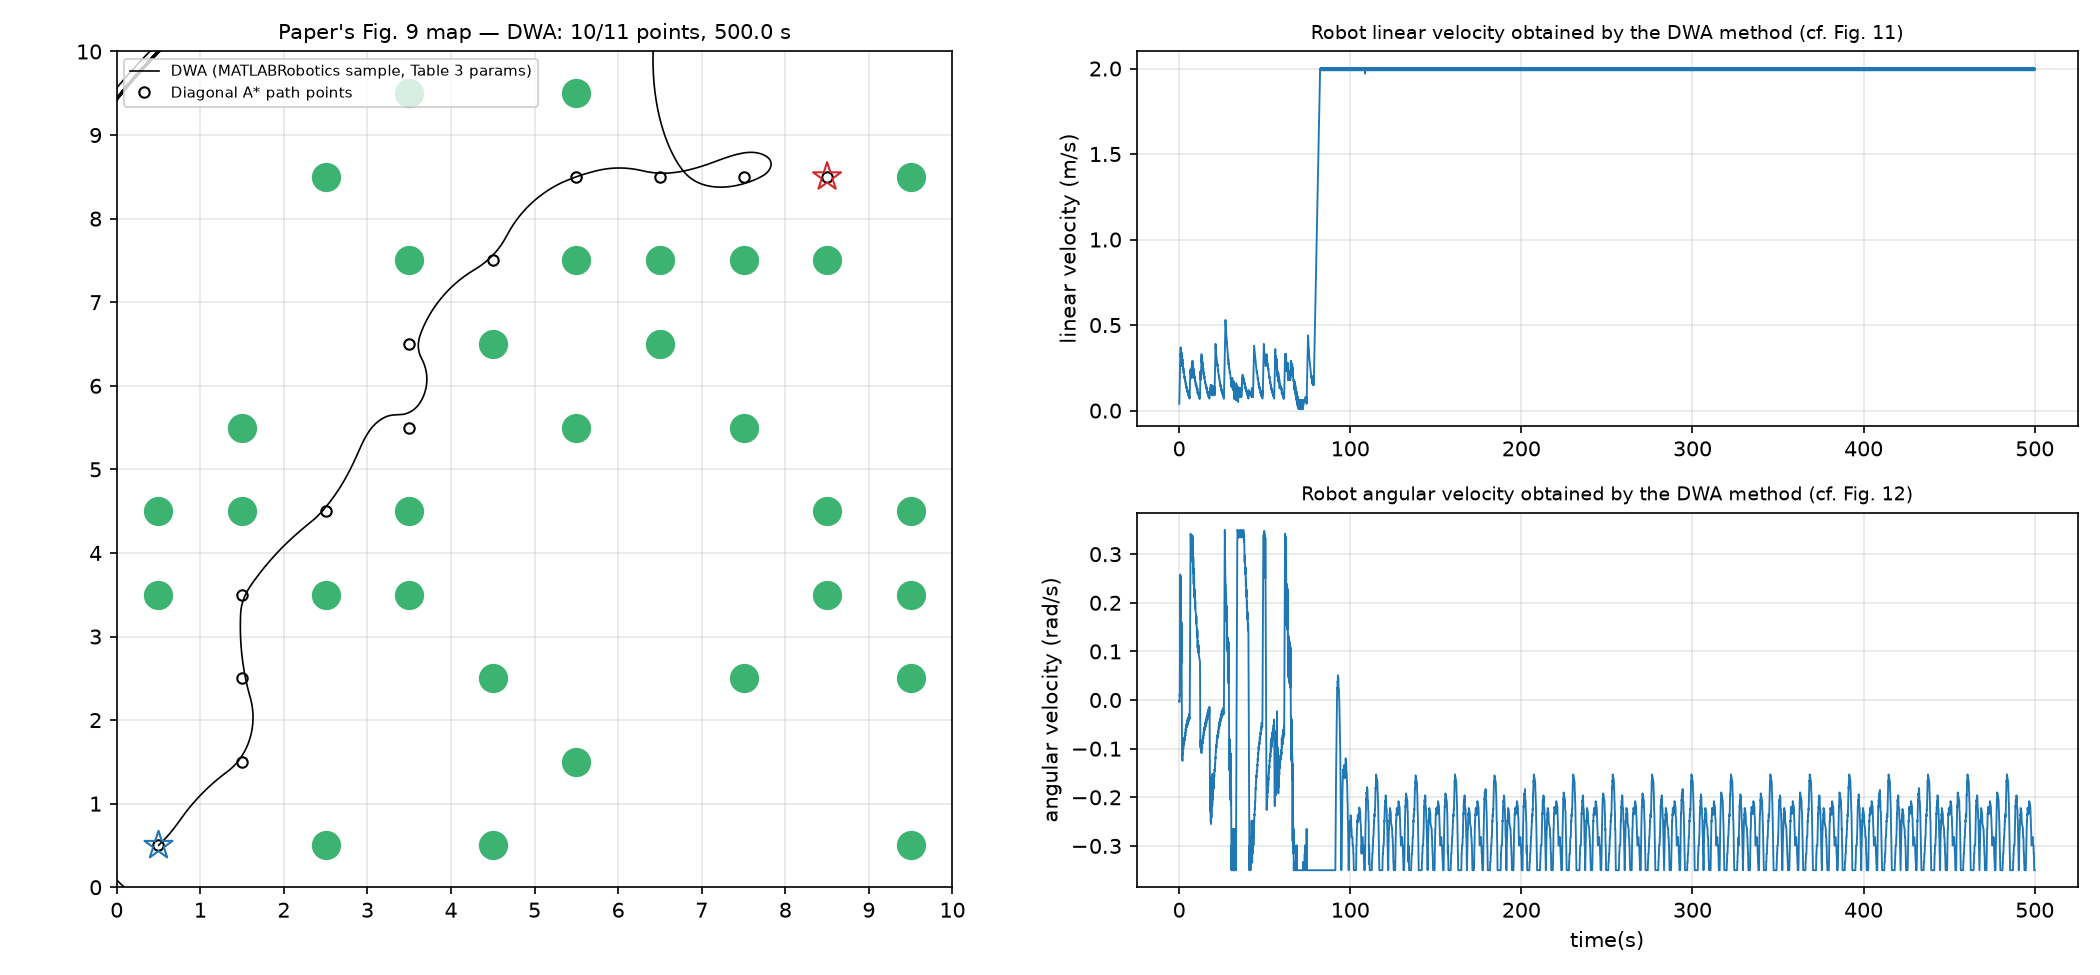 Paper's Fig. 9 map — DWA: 10/11 points, 500.0 s
DWA (MATLABRobotics sample, Table 3 params)
Diagonal A* path points
10
9
8
7
6
5
4
3
2
1
0
0 1 2 3 4 5 6 7 8 9 10
Robot linear velocity obtained by the DWA method (cf. Fig. 11)
linear velocity (m/s)
2.0
1.5
1.0
0.5
0.0
0 100 200 300 400 500
Robot angular velocity obtained by the DWA method (cf. Fig. 12)
angular velocity (rad/s)
0.3
0.2
0.1
0.0
−0.1
−0.2
−0.3
0 100 200 300 400 500
time(s)